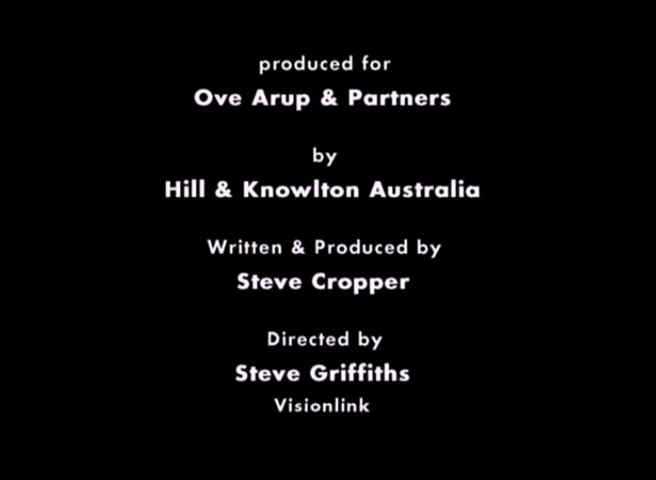 produced for
Ove Arup & Partners
by
Hill & Knowlton Australia
Written & Produced by
Steve Cropper
Directed by
Steve Griffiths
Visionlink